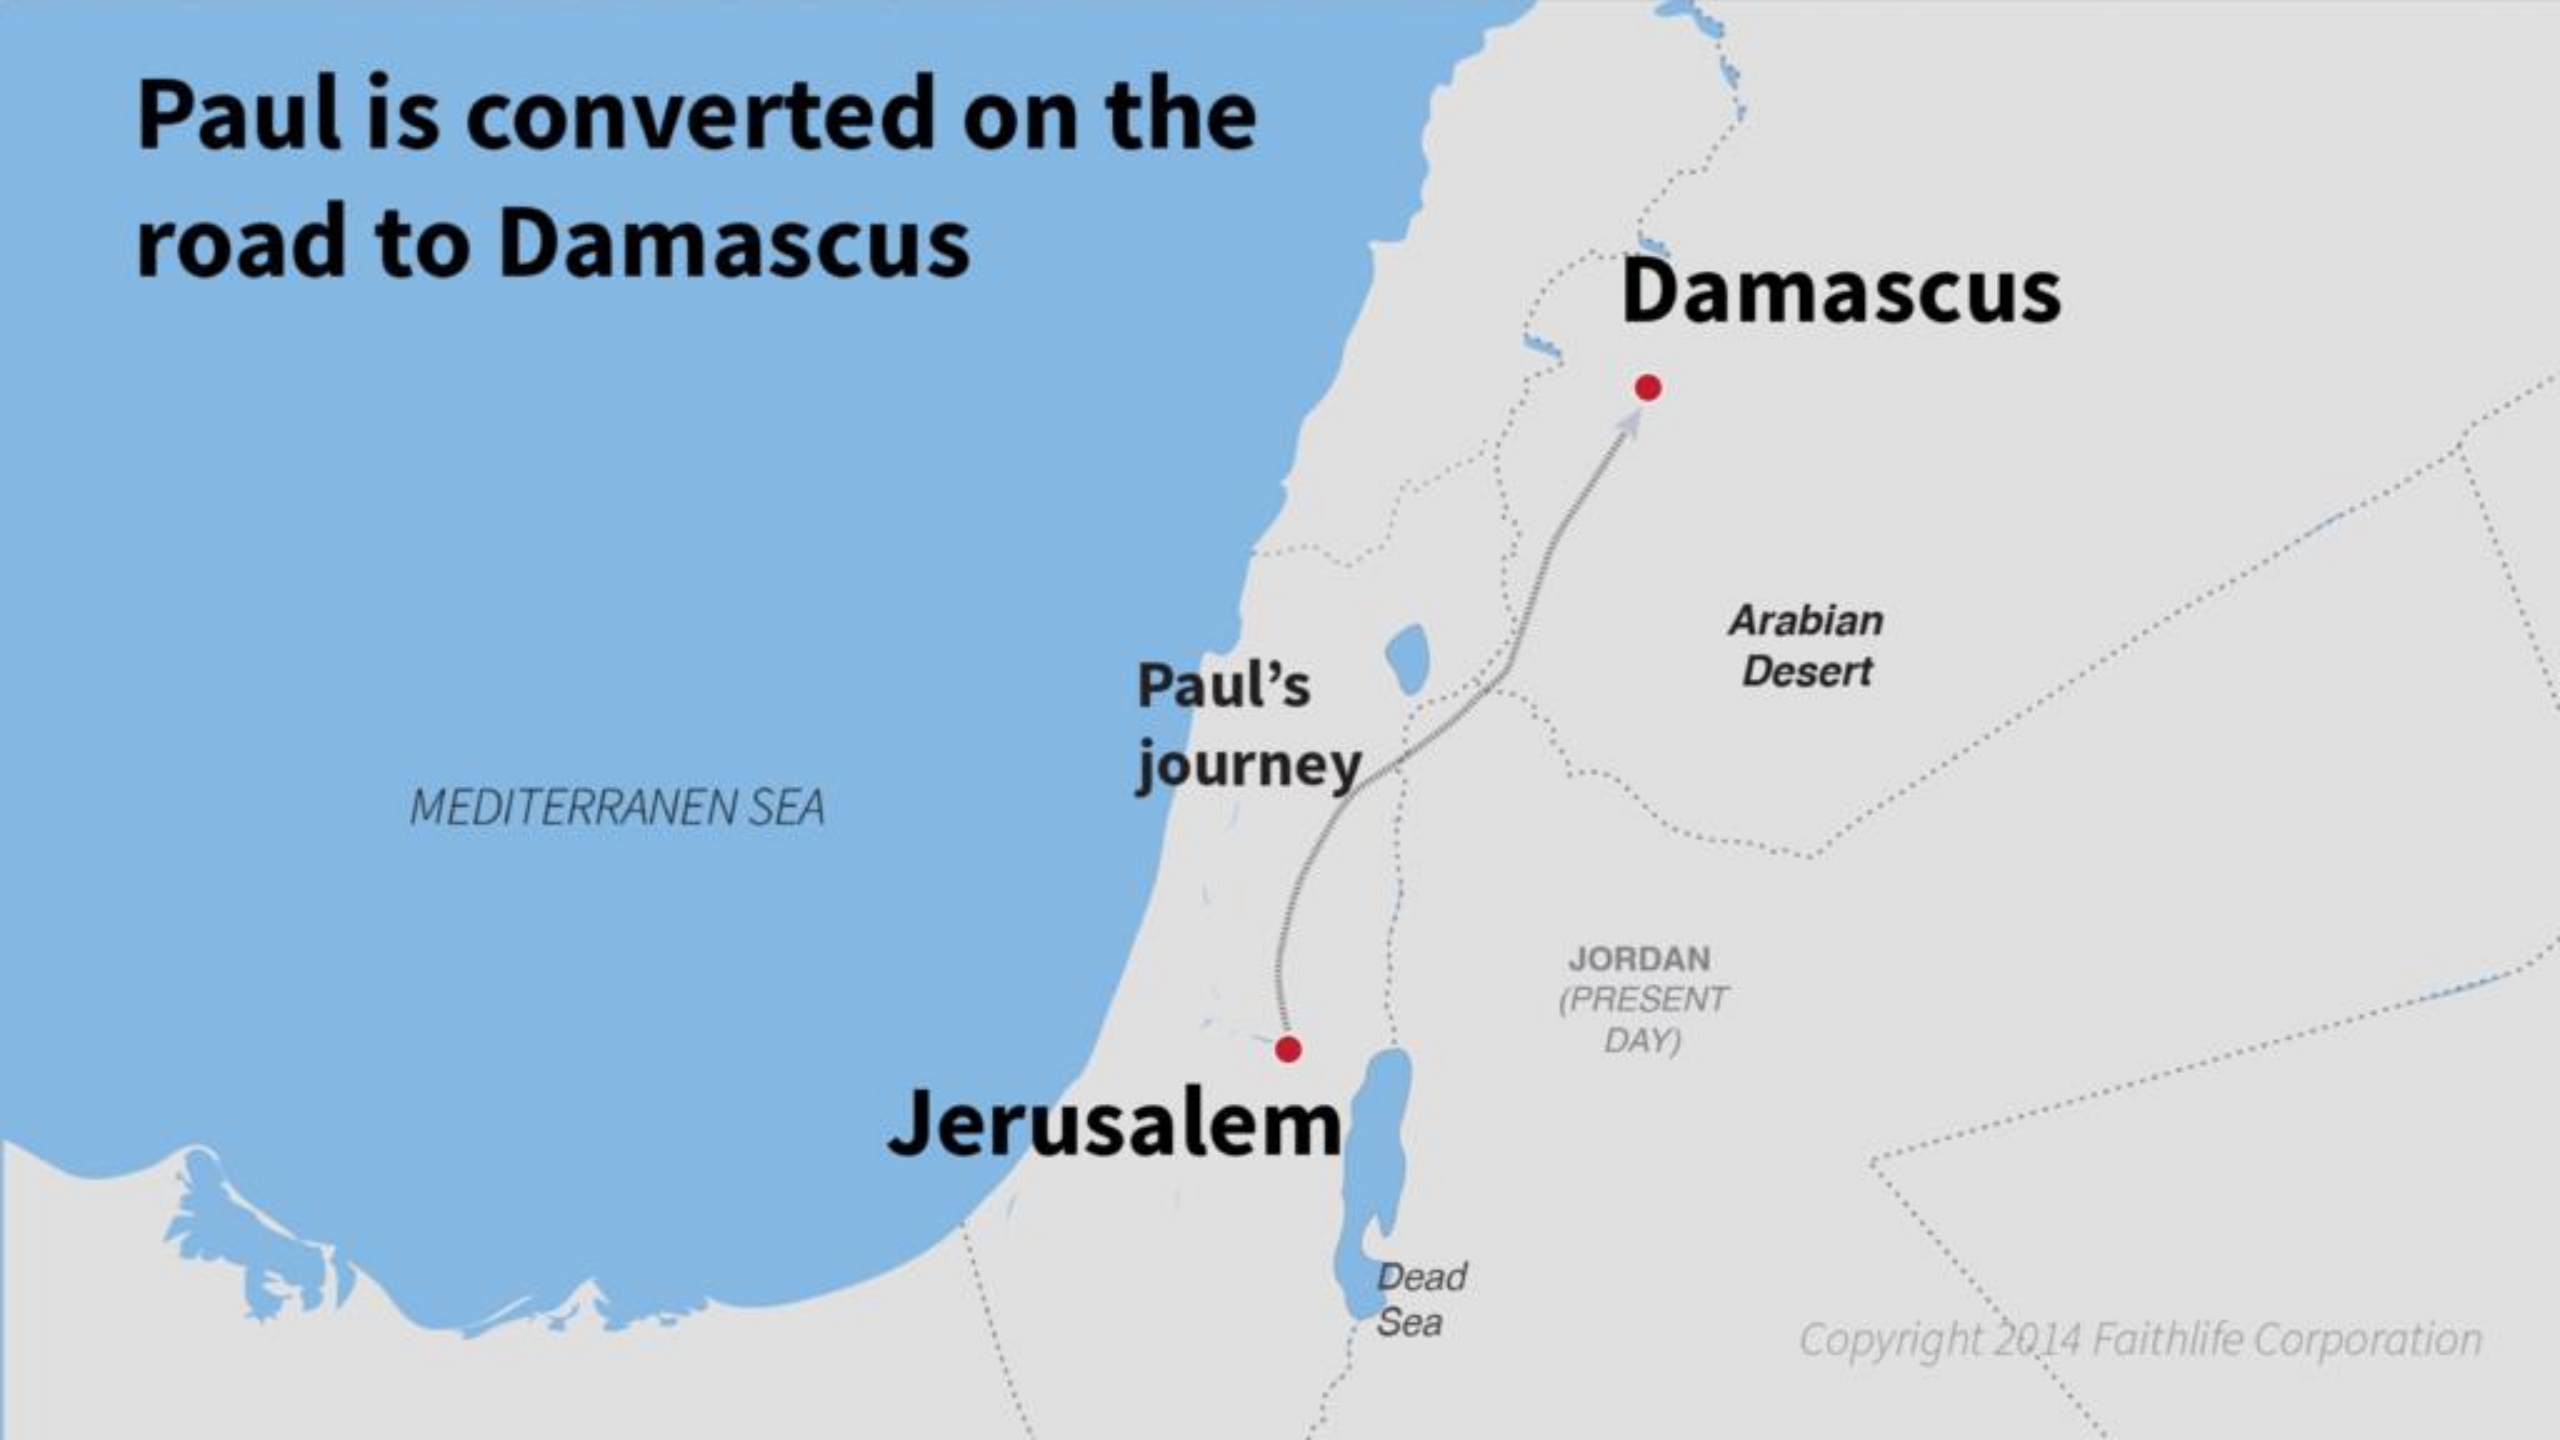 Paul is converted on the
road to Damascus
Damascus
Arabian
Desert
Paul’s
journey
MEDITERRANEN SEA
JORDAN
(PRESENT
DAY)
Jerusalem
Dead
Sea
Copyright 2014 Faithlife Corporation